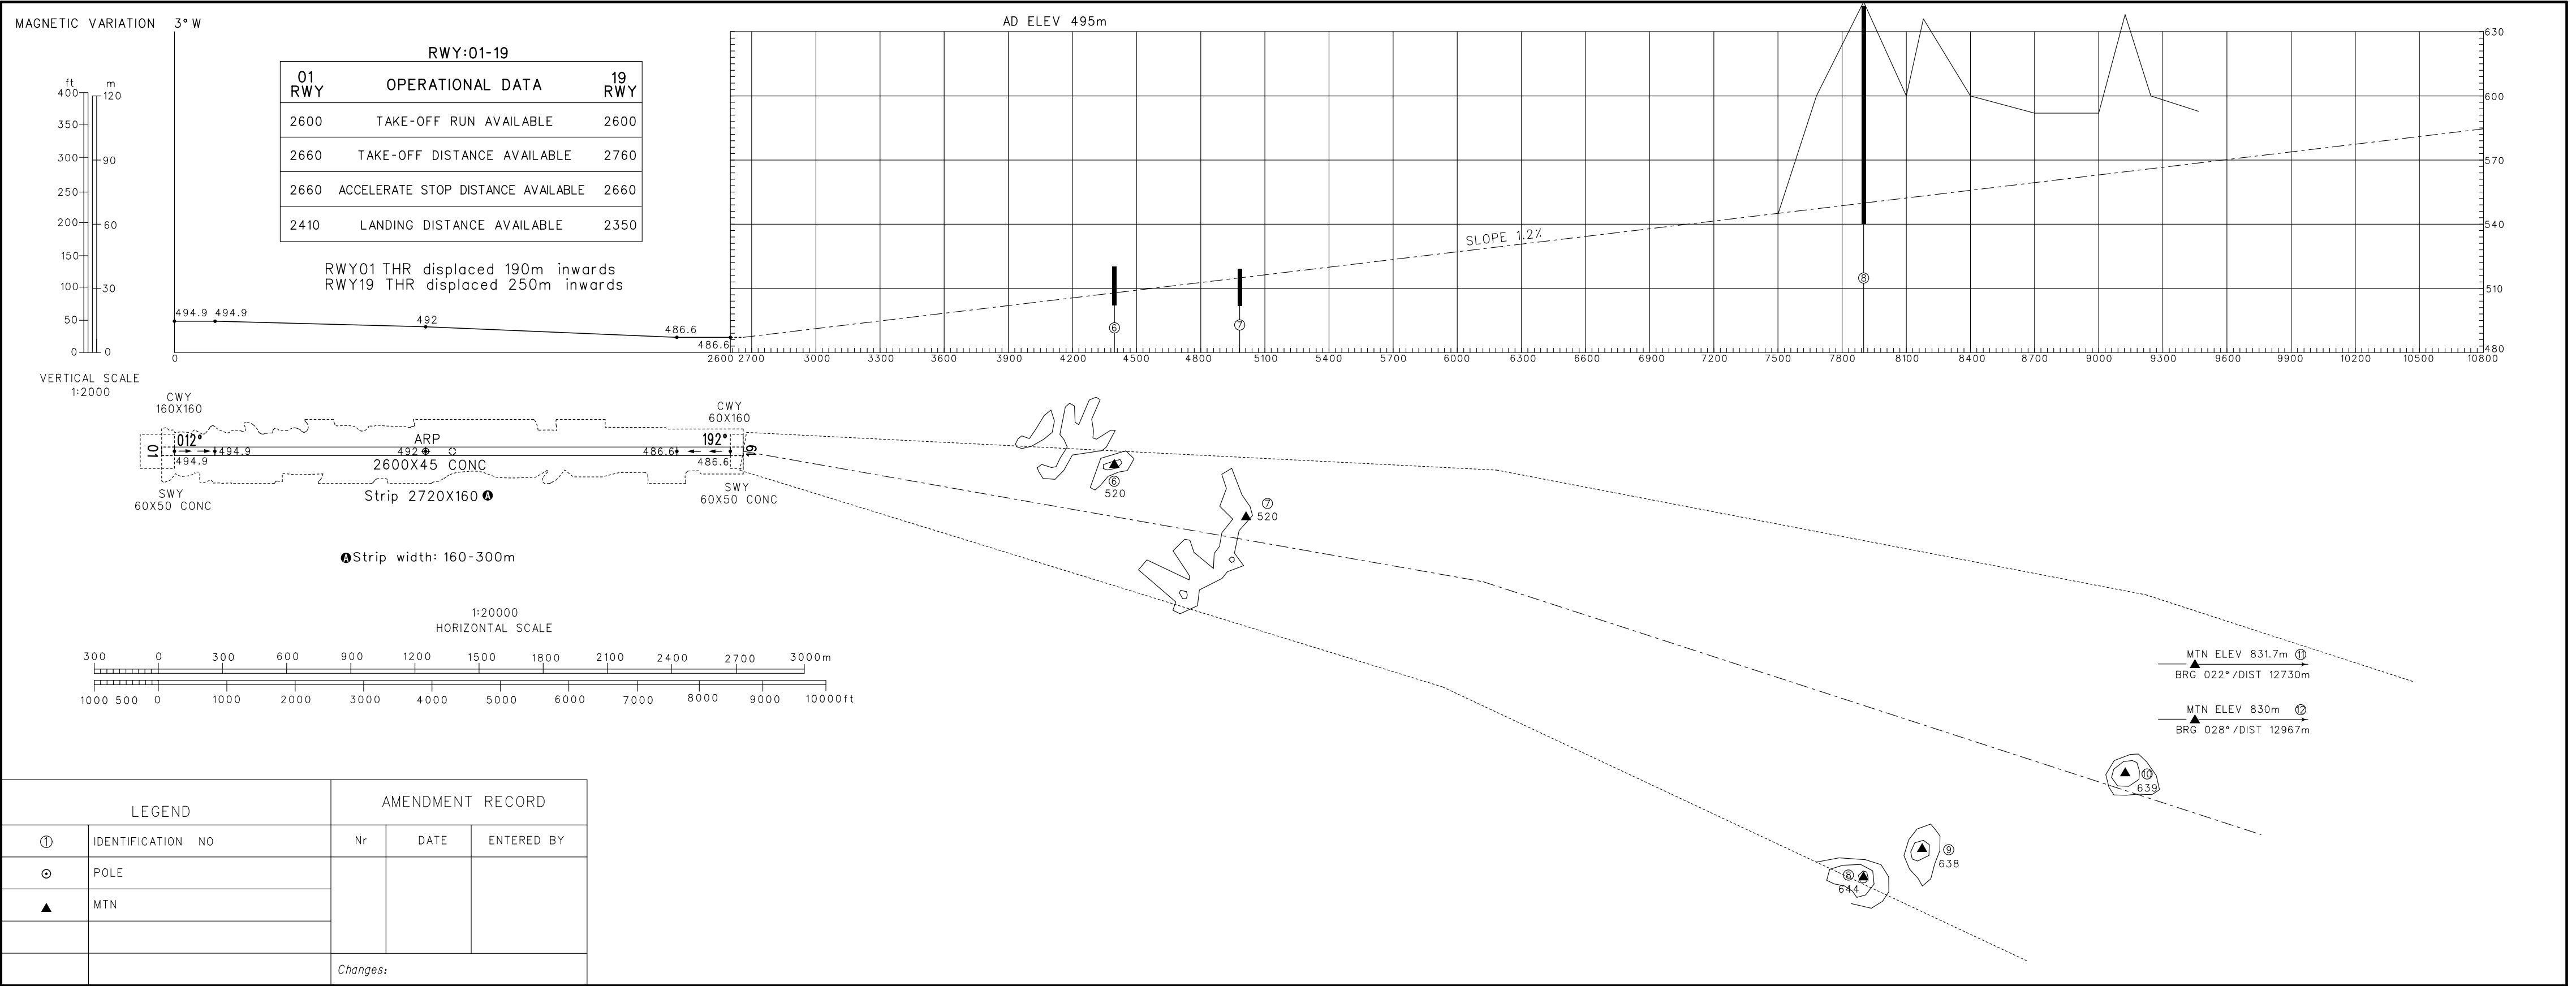 MAGNETIC VARIATION 3°W
AD ELEV 495m
RWY:01-19
01 RWY OPERATIONAL DATA 19 RWY
2600 TAKE-OFF RUN AVAILABLE 2600
2660 TAKE-OFF DISTANCE AVAILABLE 2760
2660 ACCELERATE STOP DISTANCE AVAILABLE 2660
2410 LANDING DISTANCE AVAILABLE 2350
RWY01 THR displaced 190m inwards
RWY19 THR displaced 250m inwards
ft m
400 120
350
300 90
250
200 60
150
100 30
50
0 0
VERTICAL SCALE
1:2000
494.9 494.9 492 486.6
486.6
SLOPE 1.2%
⑥ ⑦ ⑧
630
600
570
540
510
480
0 2600 2700 3000 3300 3600 3900 4200 4500 4800 5100 5400 5700 6000 6300 6600 6900 7200 7500 7800 8100 8400 8700 9000 9300 9600 9900 10200 10500 10800
CWY
160X160
CWY
60X160
01 012° ARP 192° 19
494.9 492 486.6
494.9 486.6
2600X45 CONC
SWY
60X50 CONC
Strip 2720X160 🅐
SWY
60X50 CONC
🅐Strip width: 160-300m
⑥
520
⑦
520
1:20000
HORIZONTAL SCALE
300 0 300 600 900 1200 1500 1800 2100 2400 2700 3000m
1000 500 0 1000 2000 3000 4000 5000 6000 7000 8000 9000 10000ft
MTN ELEV 831.7m ⑪
BRG 022°/DIST 12730m
MTN ELEV 830m ⑫
BRG 028°/DIST 12967m
⑩
639
⑨
638
⑧
644
LEGEND
① IDENTIFICATION NO
POLE
MTN
AMENDMENT RECORD
Nr DATE ENTERED BY
Changes: